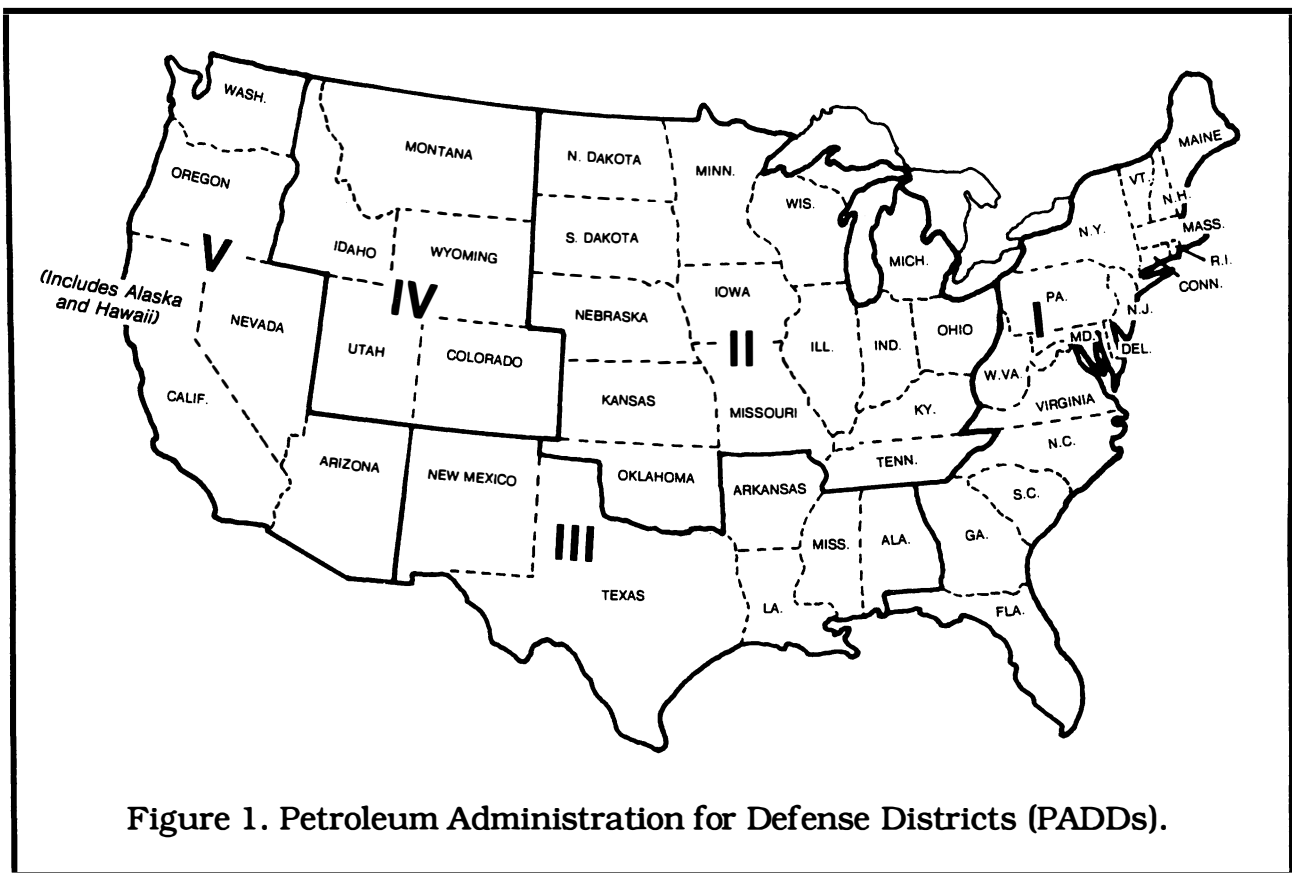 WASH.
MONTANA
N. DAKOTA
MINN.
MAINE
VT.
N.H.
OREGON
WIS.
MASS.
N.Y.
S. DAKOTA
IDAHO
WYOMING
MICH.
R.I.
CONN.
V
(Includes Alaska
and Hawaii)
IV
IOWA
PA.
N.J.
NEVADA
NEBRASKA
OHIO
I
UTAH
COLORADO
II
ILL.
IND.
MD.
DEL.
W.VA.
CALIF.
KANSAS
MISSOURI
KY.
VIRGINIA
N.C.
ARIZONA
NEW MEXICO
OKLAHOMA
ARKANSAS
TENN.
S.C.
III
MISS.
ALA.
GA.
TEXAS
LA.
FLA.
Figure 1. Petroleum Administration for Defense Districts (PADDs).